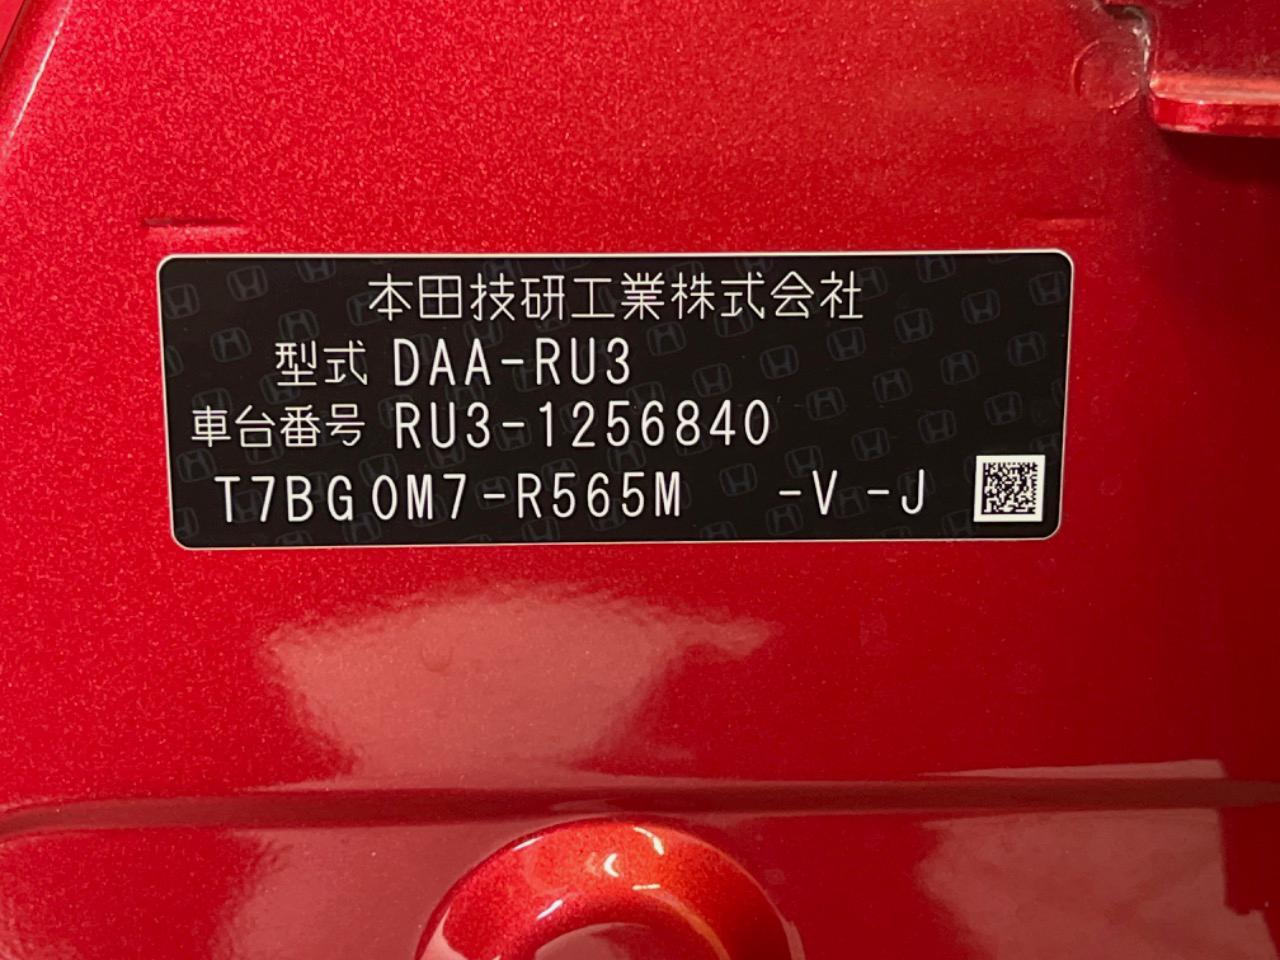 本田技研工業株式会社
型式 DAA-RU3
車台番号 RU3-1256840
T7BG0M7-R565M -V -J